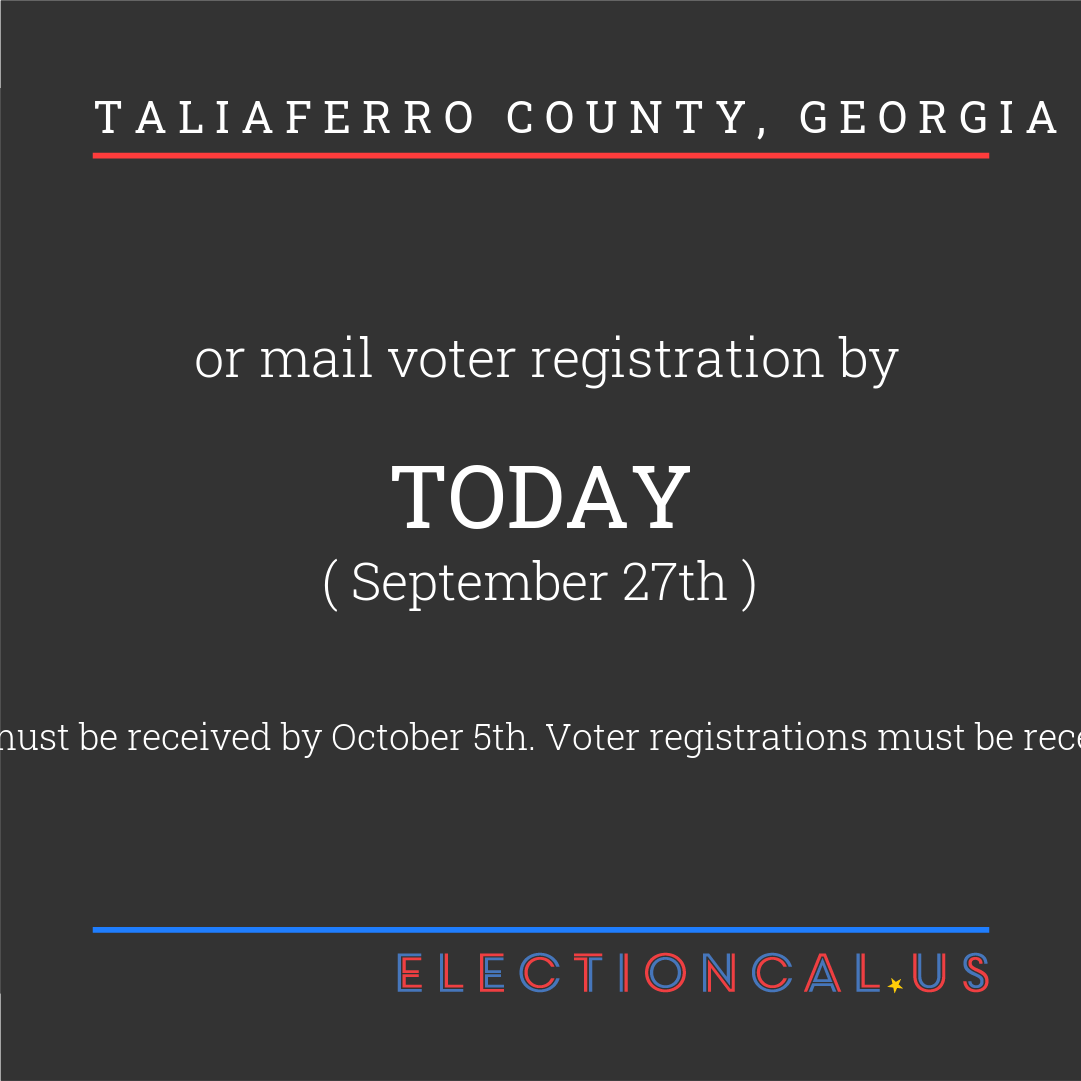 TALIAFERRO COUNTY, GEORGIA
or mail voter registration by
TODAY
( September 27th )
be received by October 5th. Voter registrations must be
ELECTIONCAL.US